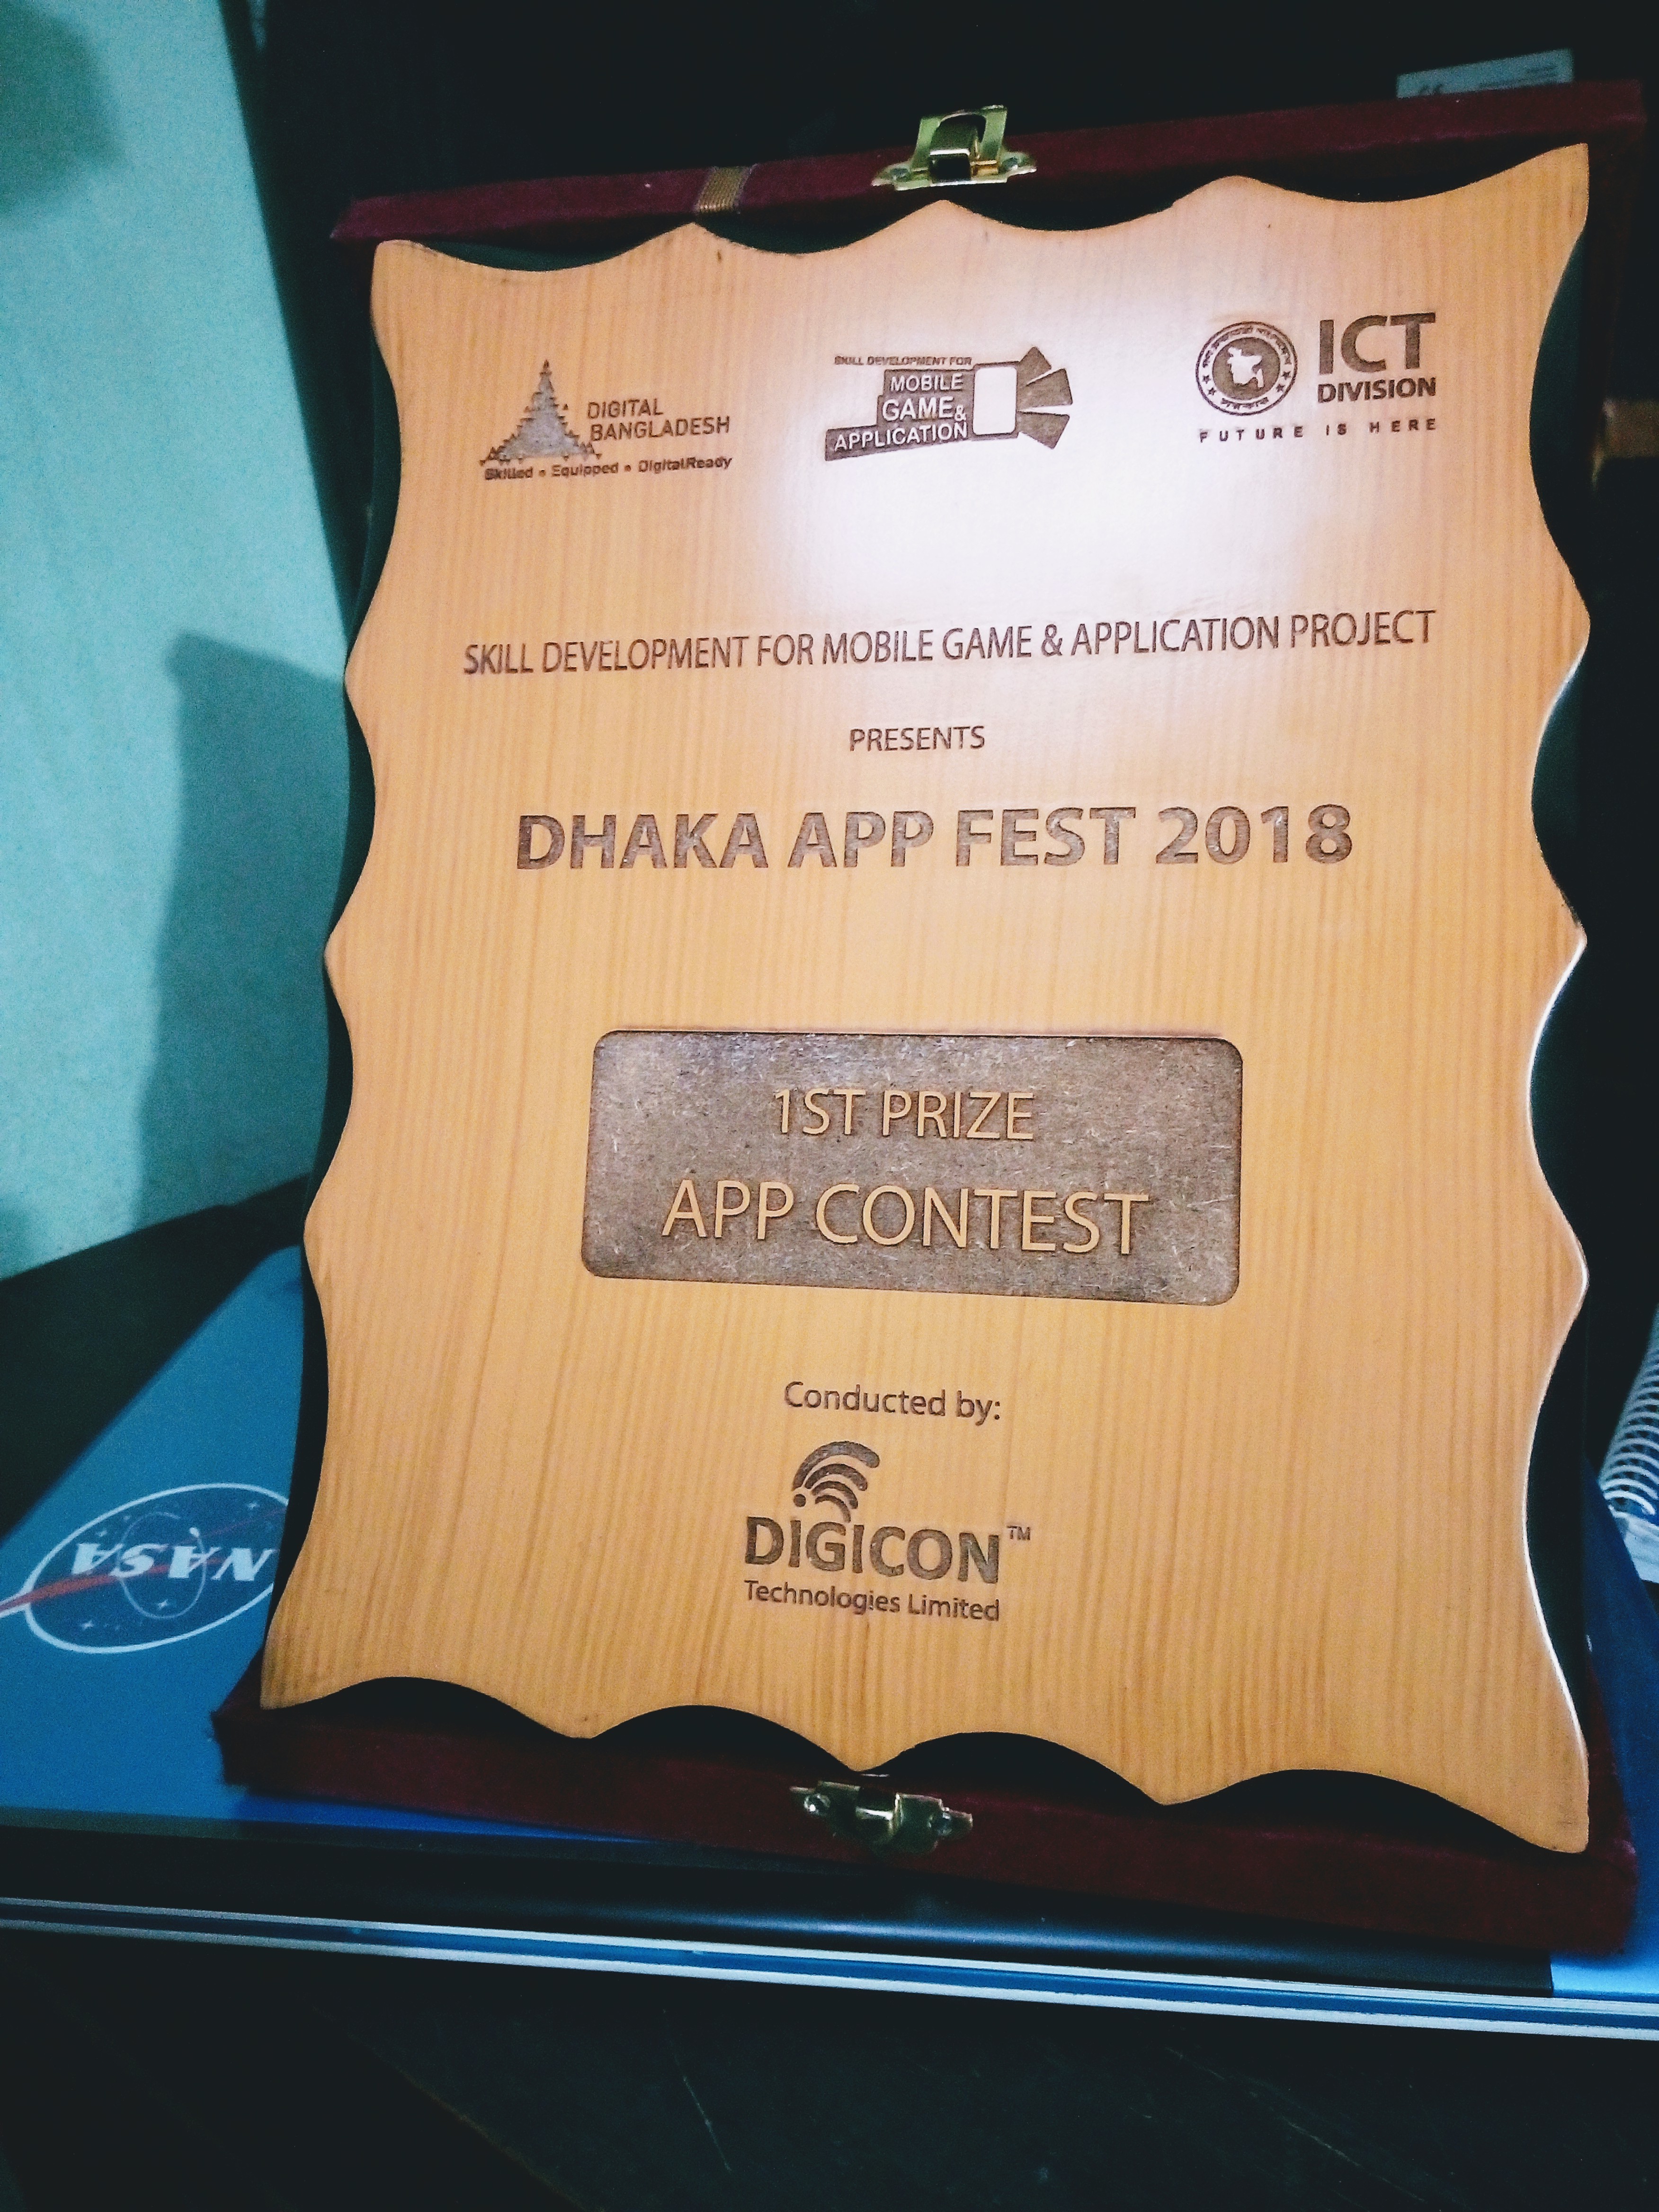 DIGITAL
BANGLADESH
Skilled • Equipped • DigitalReady
SKILL DEVELOPMENT FOR
MOBILE
GAME &
APPLICATION
ICT
DIVISION
FUTURE IS HERE
SKILL DEVELOPMENT FOR MOBILE GAME & APPLICATION PROJECT
PRESENTS
DHAKA APP FEST 2018
1ST PRIZE
APP CONTEST
Conducted by:
DIGICON™
Technologies Limited
NASA